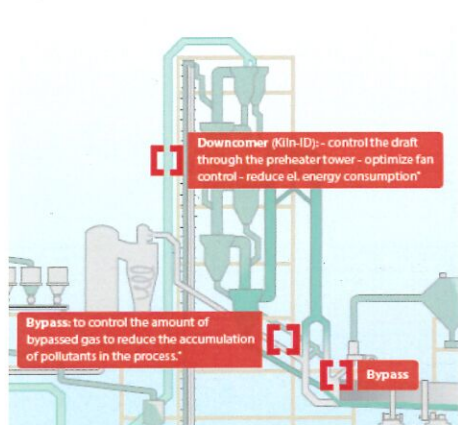 Downcomer (Kiln-ID): - control the draft
through the preheater tower - optimize fan
control - reduce el. energy consumption*
Bypass: to control the amount of
bypassed gas to reduce the accumulation
of pollutants in the process.*
Bypass